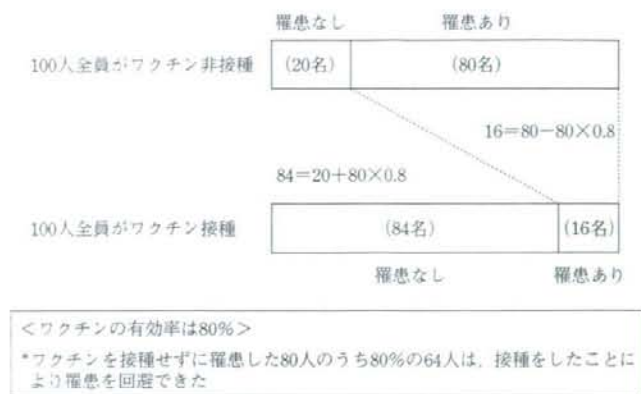 罹患なし 罹患あり
100人全員がワクチン非接種 (20名) (80名)
16=80−80×0.8
84=20+80×0.8
100人全員がワクチン接種 (84名) (16名)
罹患なし 罹患あり
<ワクチンの有効率は80%>
*ワクチンを接種せずに罹患した80人のうち80%の64人は，接種をしたことに
より罹患を回避できた